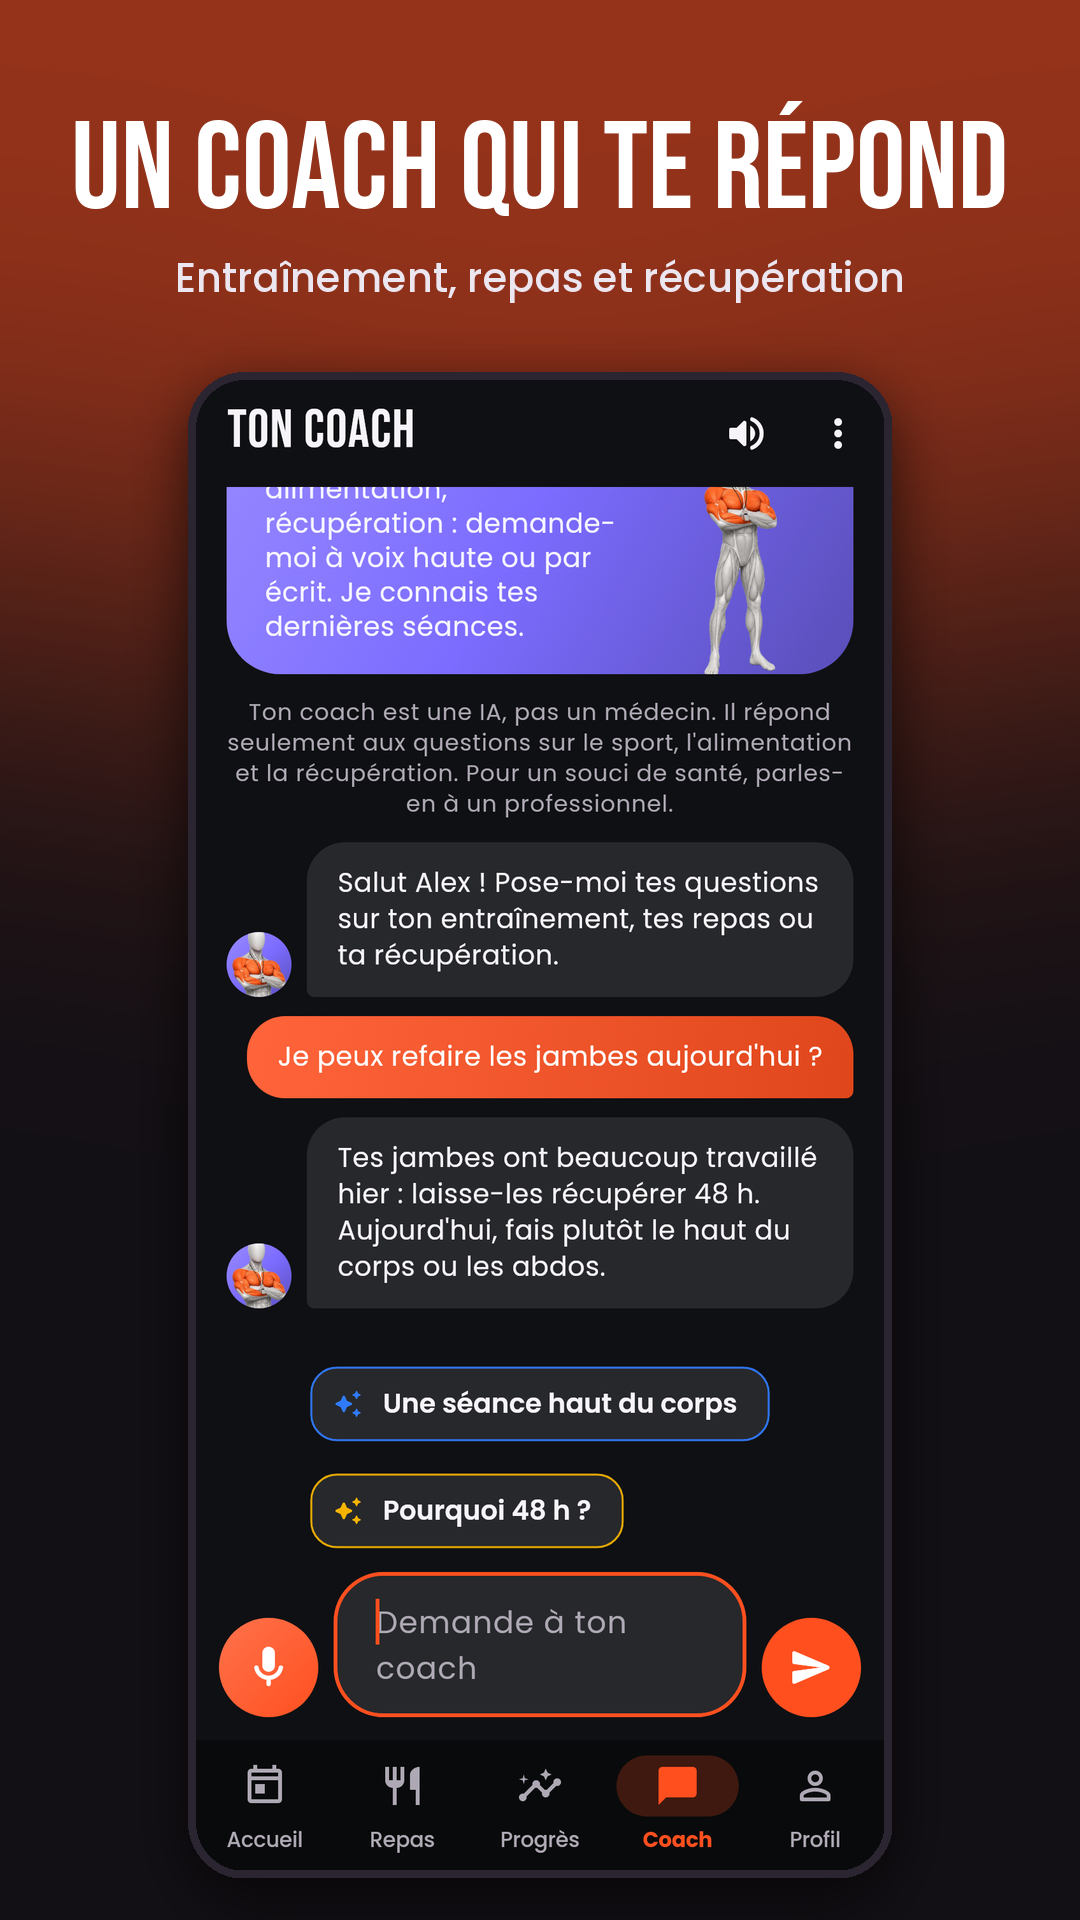 UN COACH QUI TE RÉPOND
Entraînement, repas et récupération
TON COACH
alimentation,
récupération : demande-
moi à voix haute ou par
écrit. Je connais tes
dernières séances.
Ton coach est une IA, pas un médecin. Il répond
seulement aux questions sur le sport, l'alimentation
et la récupération. Pour un souci de santé, parles-
en à un professionnel.
Salut Alex ! Pose-moi tes questions
sur ton entraînement, tes repas ou
ta récupération.
Je peux refaire les jambes aujourd'hui ?
Tes jambes ont beaucoup travaillé
hier : laisse-les récupérer 48 h.
Aujourd'hui, fais plutôt le haut du
corps ou les abdos.
Une séance haut du corps
Pourquoi 48 h ?
Demande à ton
coach
Accueil
Repas
Progrès
Coach
Profil